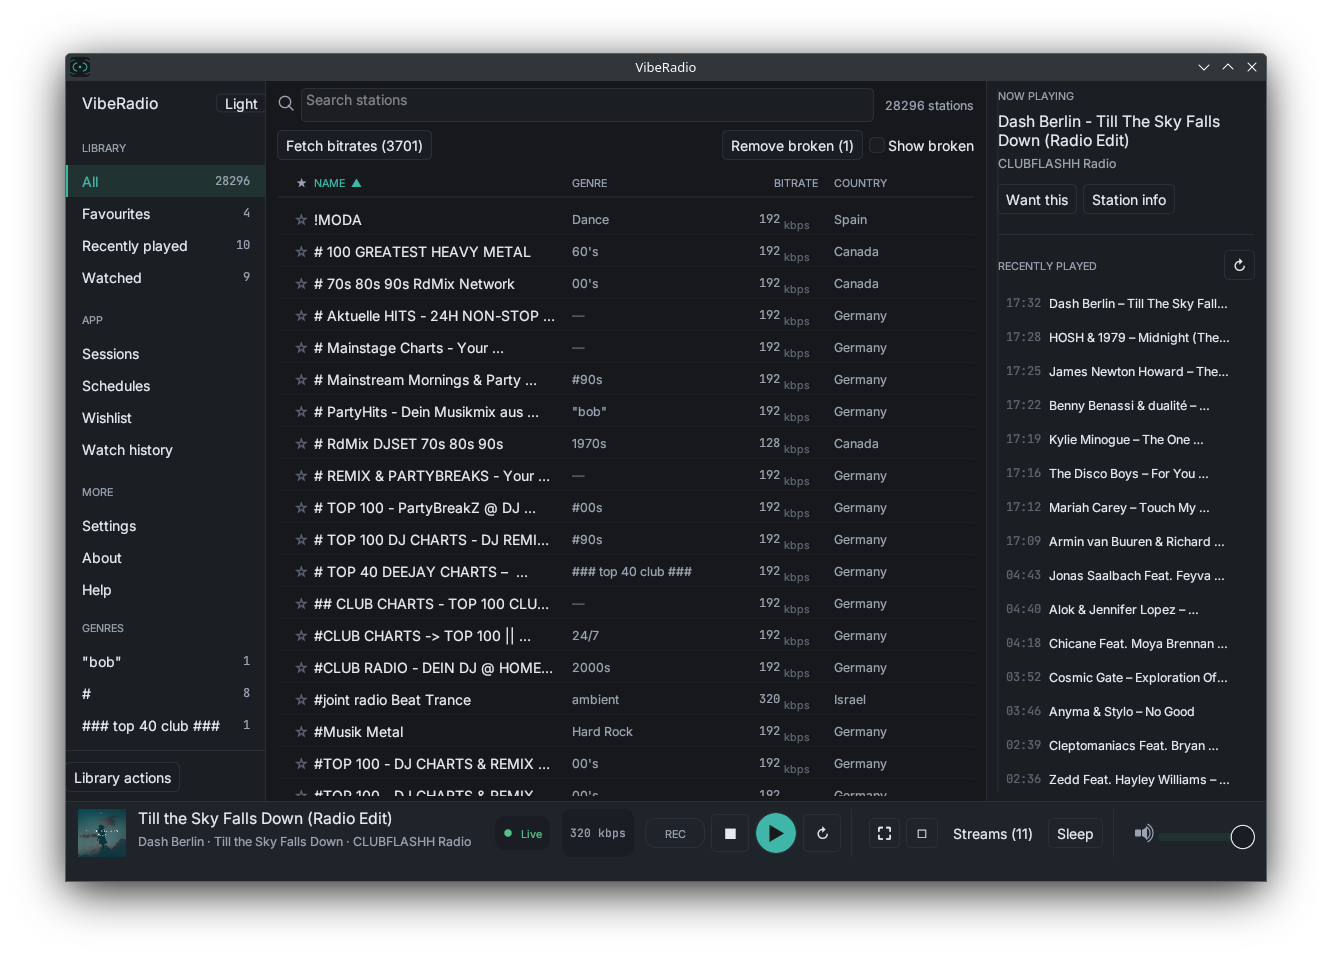 VibeRadio
VibeRadio
Light
LIBRARY
All 28296
Favourites 4
Recently played 10
Watched 9
APP
Sessions
Schedules
Wishlist
Watch history
MORE
Settings
About
Help
GENRES
"bob" 1
# 8
### top 40 club ### 1
Library actions
Search stations
28296 stations
Fetch bitrates (3701)
Remove broken (1)
Show broken
★ NAME ▲ GENRE BITRATE COUNTRY
☆ !MODA Dance 192 kbps Spain
☆ # 100 GREATEST HEAVY METAL 60's 192 kbps Canada
☆ # 70s 80s 90s RdMix Network 00's 192 kbps Canada
☆ # Aktuelle HITS - 24H NON-STOP ... — 192 kbps Germany
☆ # Mainstage Charts - Your ... — 192 kbps Germany
☆ # Mainstream Mornings & Party ... #90s 192 kbps Germany
☆ # PartyHits - Dein Musikmix aus ... "bob" 192 kbps Germany
☆ # RdMix DJSET 70s 80s 90s 1970s 128 kbps Canada
☆ # REMIX & PARTYBREAKS - Your ... — 192 kbps Germany
☆ # TOP 100 - PartyBreakZ @ DJ ... #00s 192 kbps Germany
☆ # TOP 100 DJ CHARTS - DJ REMI... #90s 192 kbps Germany
☆ # TOP 40 DEEJAY CHARTS – ... ### top 40 club ### 192 kbps Germany
☆ ## CLUB CHARTS - TOP 100 CLU... — 192 kbps Germany
☆ #CLUB CHARTS -> TOP 100 || ... 24/7 192 kbps Germany
☆ #CLUB RADIO - DEIN DJ @ HOME... 2000s 192 kbps Germany
☆ #joint radio Beat Trance ambient 320 kbps Israel
☆ #Musik Metal Hard Rock 192 kbps Germany
☆ #TOP 100 - DJ CHARTS & REMIX ... 00's 192 kbps Germany
☆ #TOP 100 - DJ CHARTS & REMIX 00's 192 Germany
NOW PLAYING
Dash Berlin - Till The Sky Falls
Down (Radio Edit)
CLUBFLASHH Radio
Want this
Station info
RECENTLY PLAYED
17:32 Dash Berlin – Till The Sky Fall...
17:28 HOSH & 1979 – Midnight (The...
17:25 James Newton Howard – The...
17:22 Benny Benassi & dualité – ...
17:19 Kylie Minogue – The One ...
17:16 The Disco Boys – For You ...
17:12 Mariah Carey – Touch My ...
17:09 Armin van Buuren & Richard ...
04:43 Jonas Saalbach Feat. Feyva ...
04:40 Alok & Jennifer Lopez – ...
04:18 Chicane Feat. Moya Brennan ...
03:52 Cosmic Gate – Exploration Of...
03:46 Anyma & Stylo – No Good
02:39 Cleptomaniacs Feat. Bryan ...
02:36 Zedd Feat. Hayley Williams – ...
Till the Sky Falls Down (Radio Edit)
Dash Berlin · Till the Sky Falls Down · CLUBFLASHH Radio
Live
320 kbps
REC
Streams (11)
Sleep